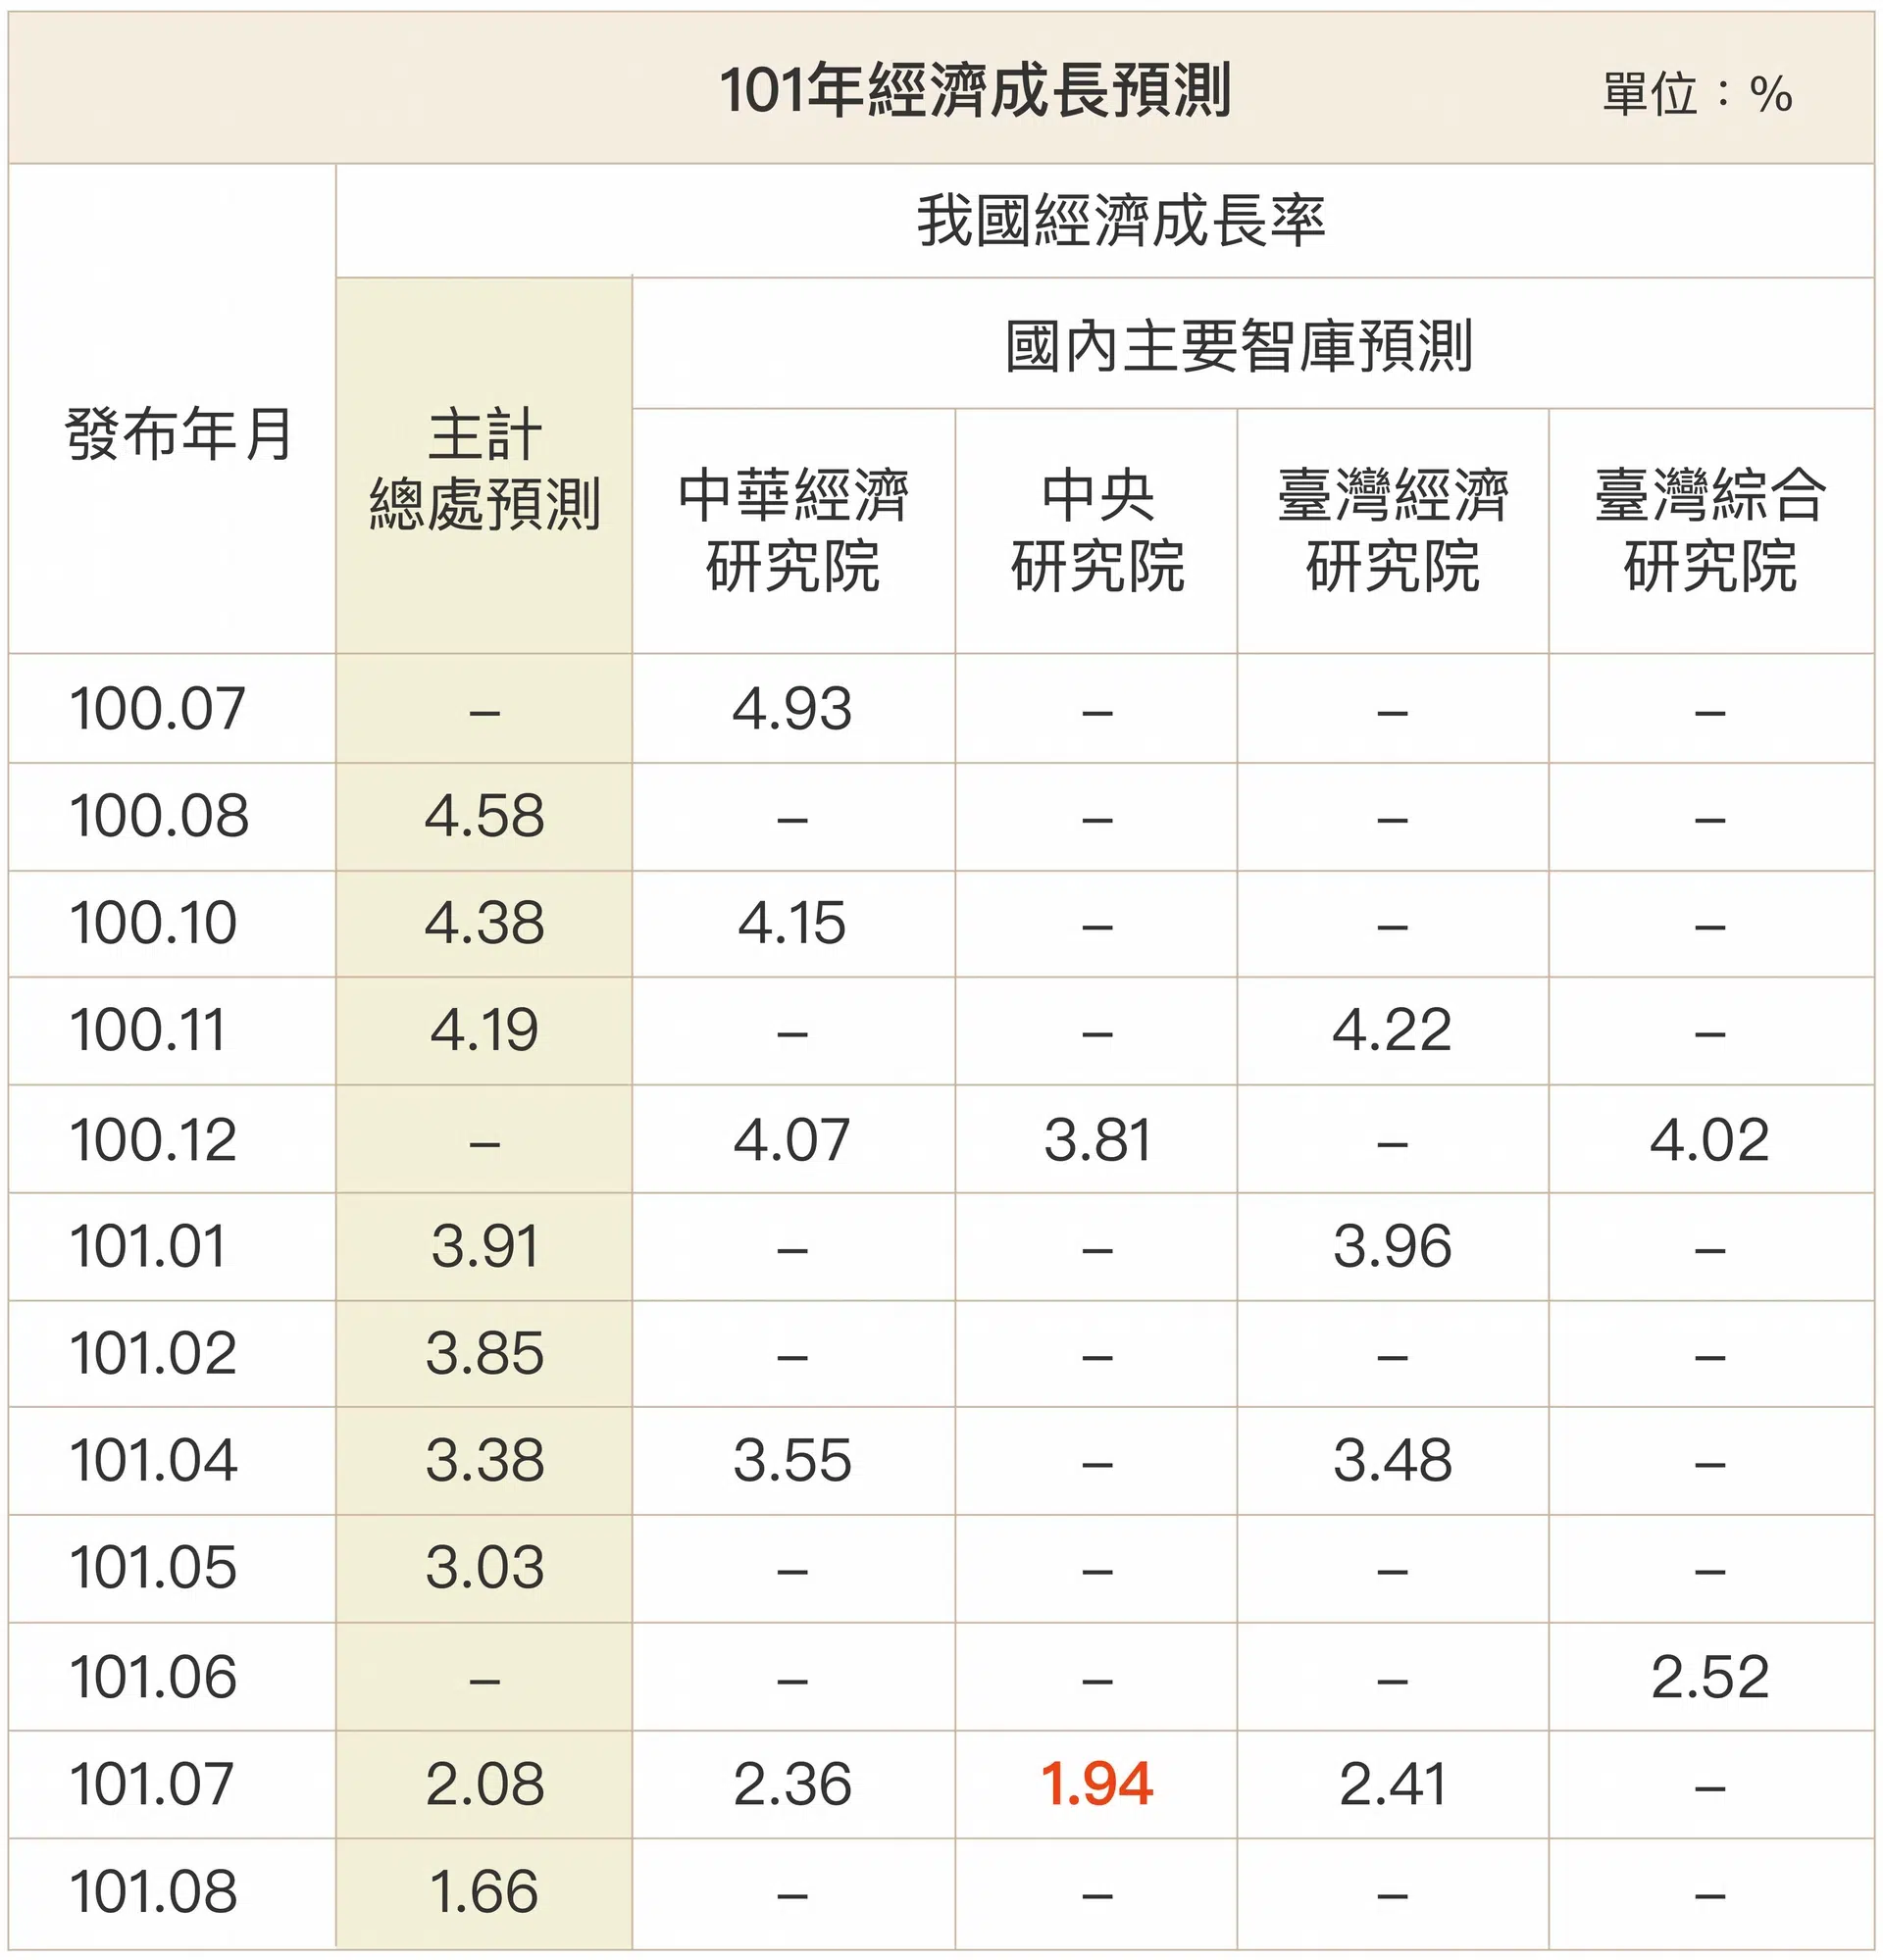 101年經濟成長預測 單位：%
我國經濟成長率
國內主要智庫預測
發布年月
主計
總處預測
中華經濟
研究院
中央
研究院
臺灣經濟
研究院
臺灣綜合
研究院
100.07 – 4.93 – – –
100.08 4.58 – – – –
100.10 4.38 4.15 – – –
100.11 4.19 – – 4.22 –
100.12 – 4.07 3.81 – 4.02
101.01 3.91 – – 3.96 –
101.02 3.85 – – – –
101.04 3.38 3.55 – 3.48 –
101.05 3.03 – – – –
101.06 – – – – 2.52
101.07 2.08 2.36 1.94 2.41 –
101.08 1.66 – – – –